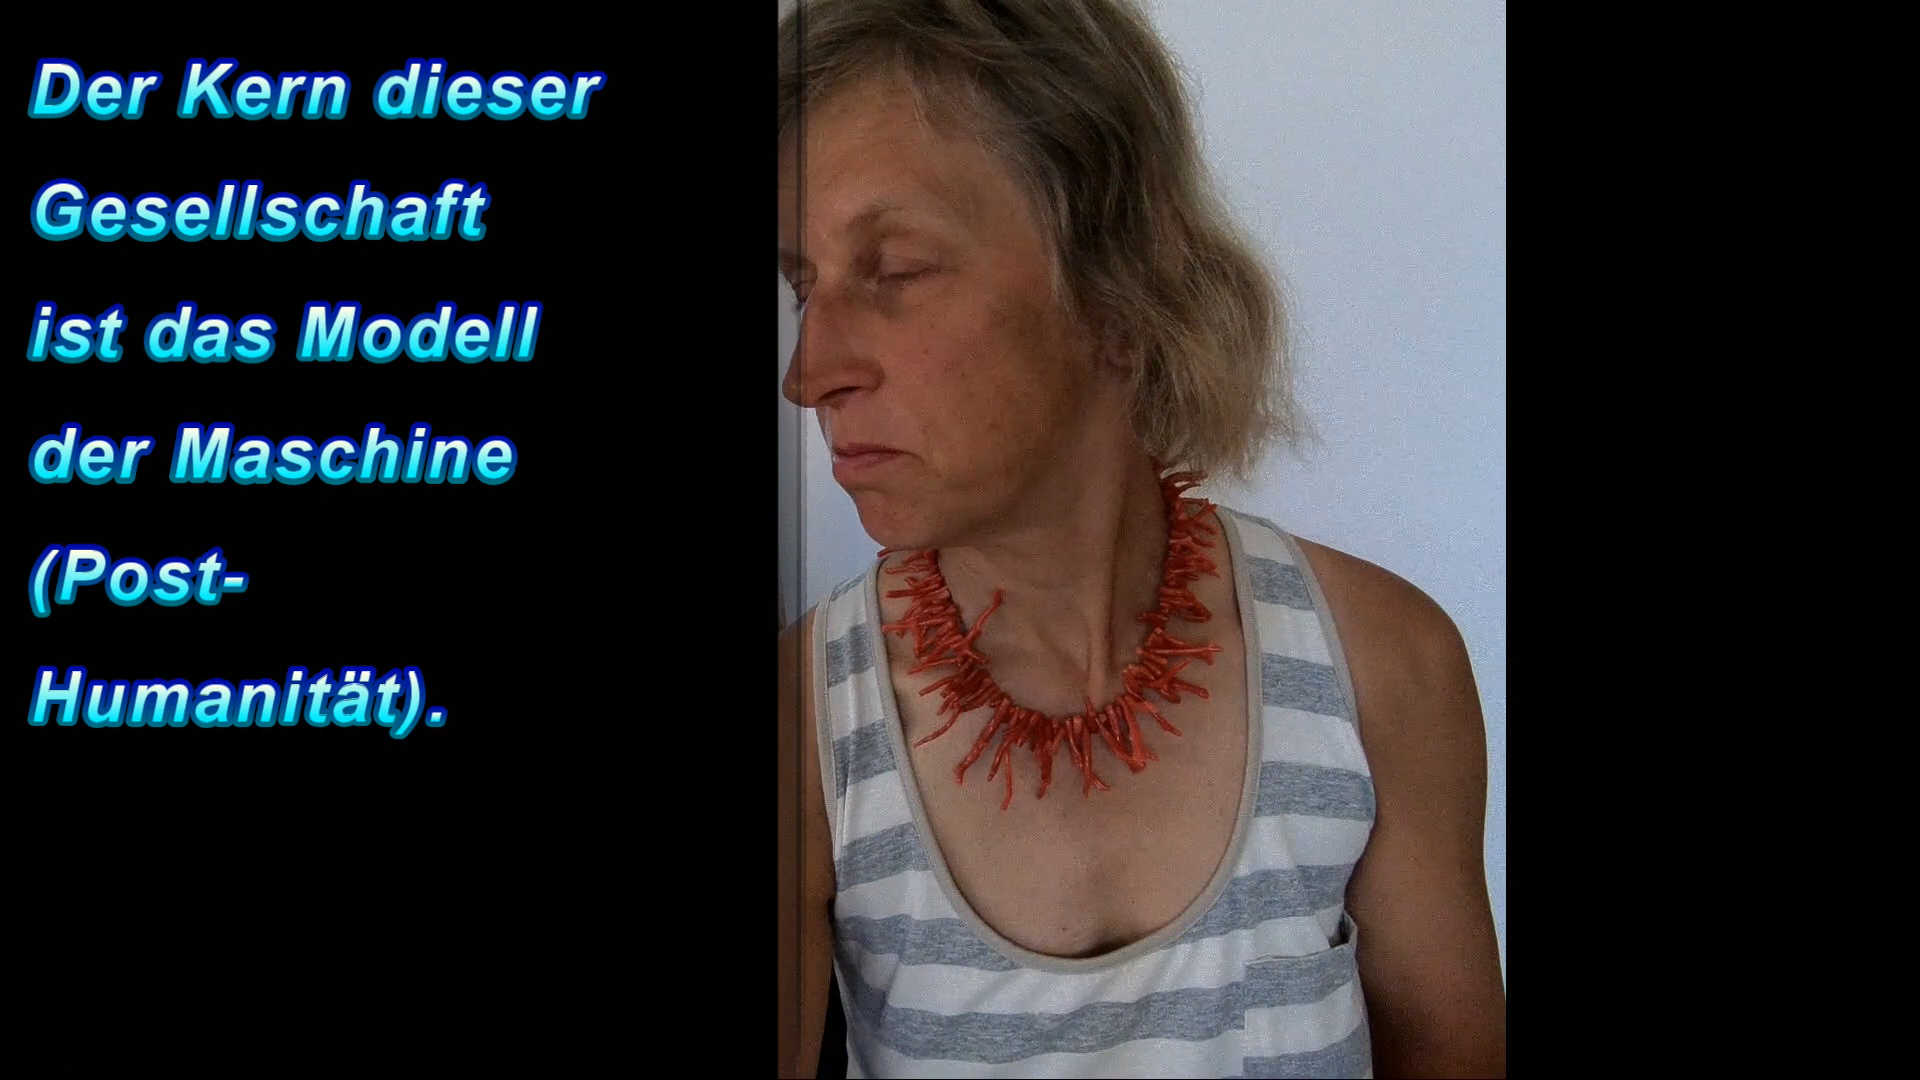 Der Kern dieser
Gesellschaft
ist das Modell
der Maschine
(Post-
Humanität).